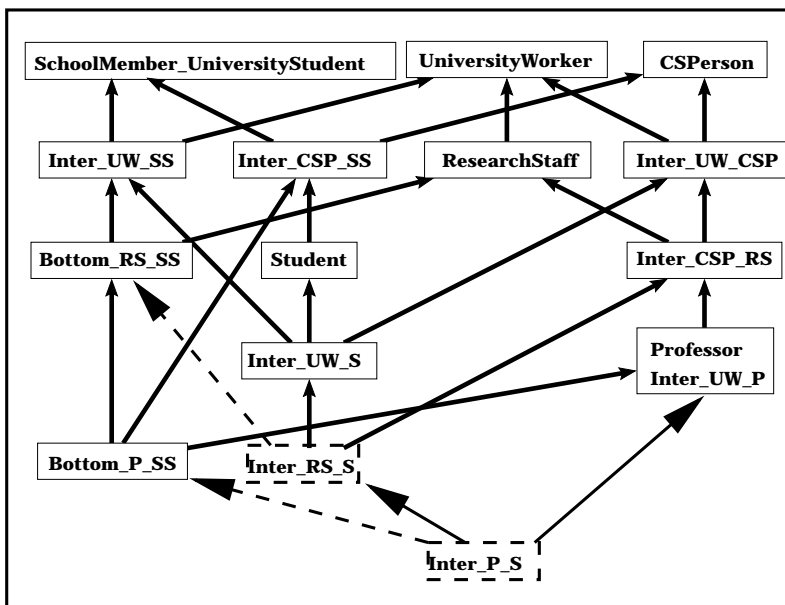 SchoolMember_UniversityStudent
UniversityWorker
CSPerson
Inter_UW_SS
Inter_CSP_SS
ResearchStaff
Inter_UW_CSP
Bottom_RS_SS
Student
Inter_CSP_RS
Inter_UW_S
Professor
Inter_UW_P
Bottom_P_SS
Inter_RS_S
Inter_P_S